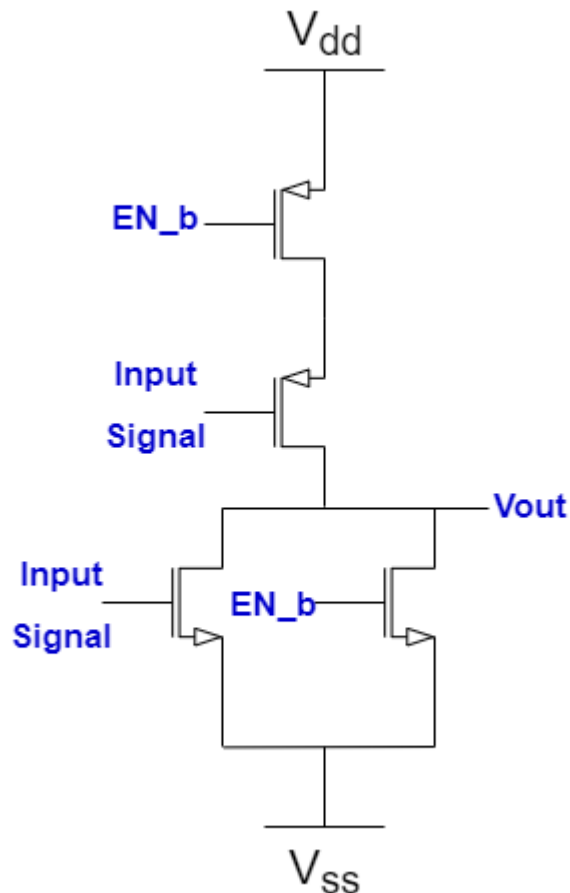 Vdd
EN_b
Input
Signal
Vout
Input
Signal
EN_b
Vss